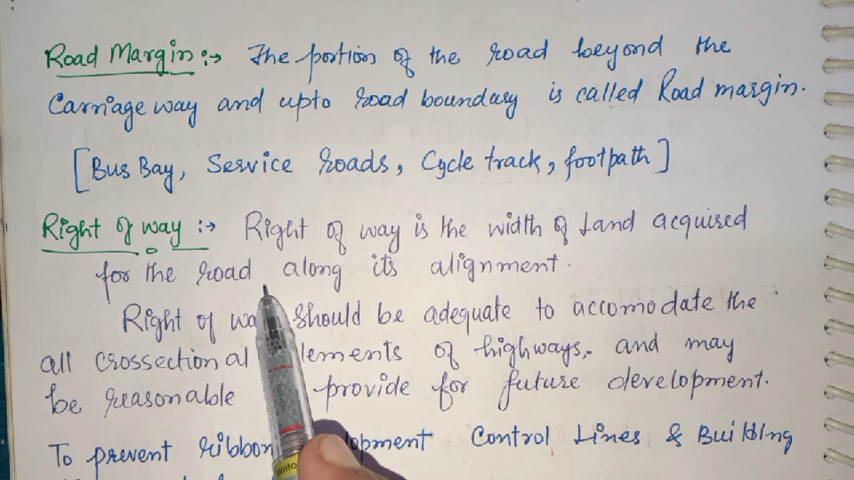 Road Margin :→ The portion of the road beyond the
Carriage way and upto road boundary is called Road margin.
[Bus Bay, Service roads, Cycle track, footpath]
Right of way :→ Right of way is the width of Land acquired
for the road along its alignment.
Right of should be adequate to accomodate the
all crossectional of highways. and may
be reasonable provide for future development.
To prevent ribbon Control Lines & Building